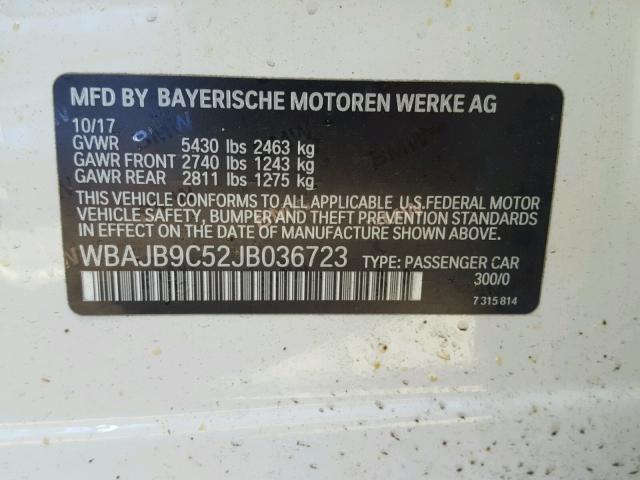 MFD BY BAYERISCHE MOTOREN WERKE AG
10/17
GVWR 5430 lbs 2463 kg
GAWR FRONT 2740 lbs 1243 kg
GAWR REAR 2811 lbs 1275 kg
THIS VEHICLE CONFORMS TO ALL APPLICABLE U.S.FEDERAL MOTOR
VEHICLE SAFETY, BUMPER AND THEFT PREVENTION STANDARDS IN
EFFECT ON THE DATE OF MANUFACTURE SHOWN ABOVE.
WBAJB9C52JB036723 TYPE: PASSENGER CAR
300/0
7 315 814